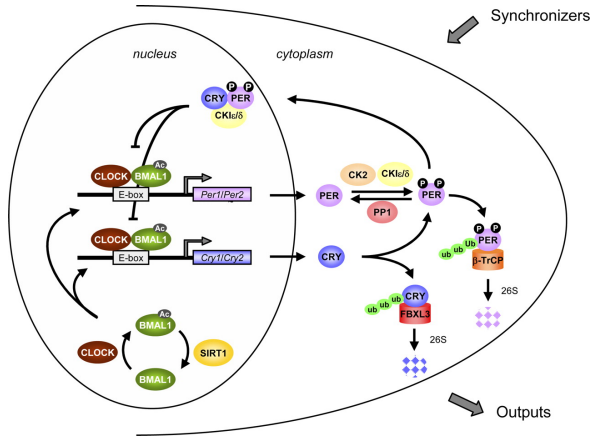 Synchronizers
nucleus
cytoplasm
P P
CRY PER
CKIε/δ
Ac
CLOCK BMAL1
E-box
Per1/Per2
PER
CK2
CKIε/δ
PP1
P P
PER
Ac
CLOCK BMAL1
E-box
Cry1/Cry2
CRY
P P
PER
ub ub ub
β-TrCP
26S
ub ub ub
CRY
FBXL3
26S
Ac
BMAL1
CLOCK
SIRT1
BMAL1
Outputs